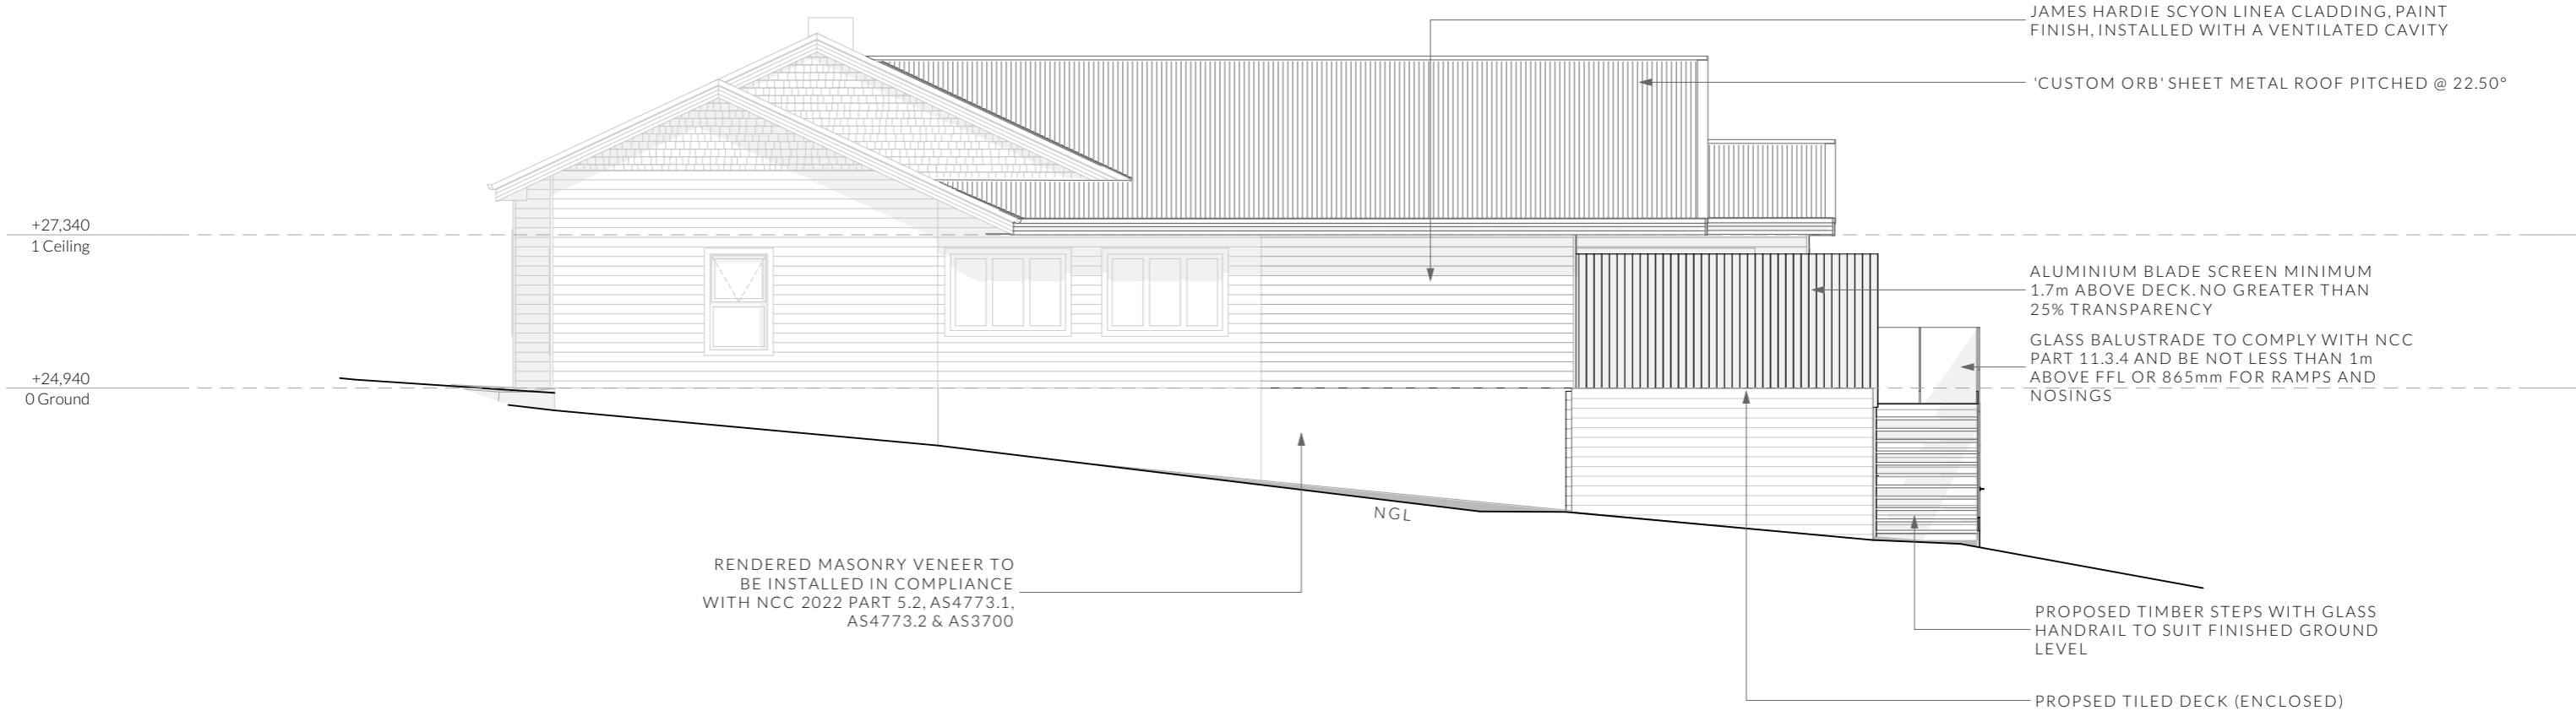 JAMES HARDIE SCYON LINEA CLADDING, PAINT
FINISH, INSTALLED WITH A VENTILATED CAVITY
'CUSTOM ORB' SHEET METAL ROOF PITCHED @ 22.50°
+27,340
1 Ceiling
ALUMINIUM BLADE SCREEN MINIMUM
1.7m ABOVE DECK. NO GREATER THAN
25% TRANSPARENCY
GLASS BALUSTRADE TO COMPLY WITH NCC
PART 11.3.4 AND BE NOT LESS THAN 1m
ABOVE FFL OR 865mm FOR RAMPS AND
NOSINGS
+24,940
0 Ground
NGL
RENDERED MASONRY VENEER TO
BE INSTALLED IN COMPLIANCE
WITH NCC 2022 PART 5.2, AS4773.1,
AS4773.2 & AS3700
PROPOSED TIMBER STEPS WITH GLASS
HANDRAIL TO SUIT FINISHED GROUND
LEVEL
PROPSED TILED DECK (ENCLOSED)